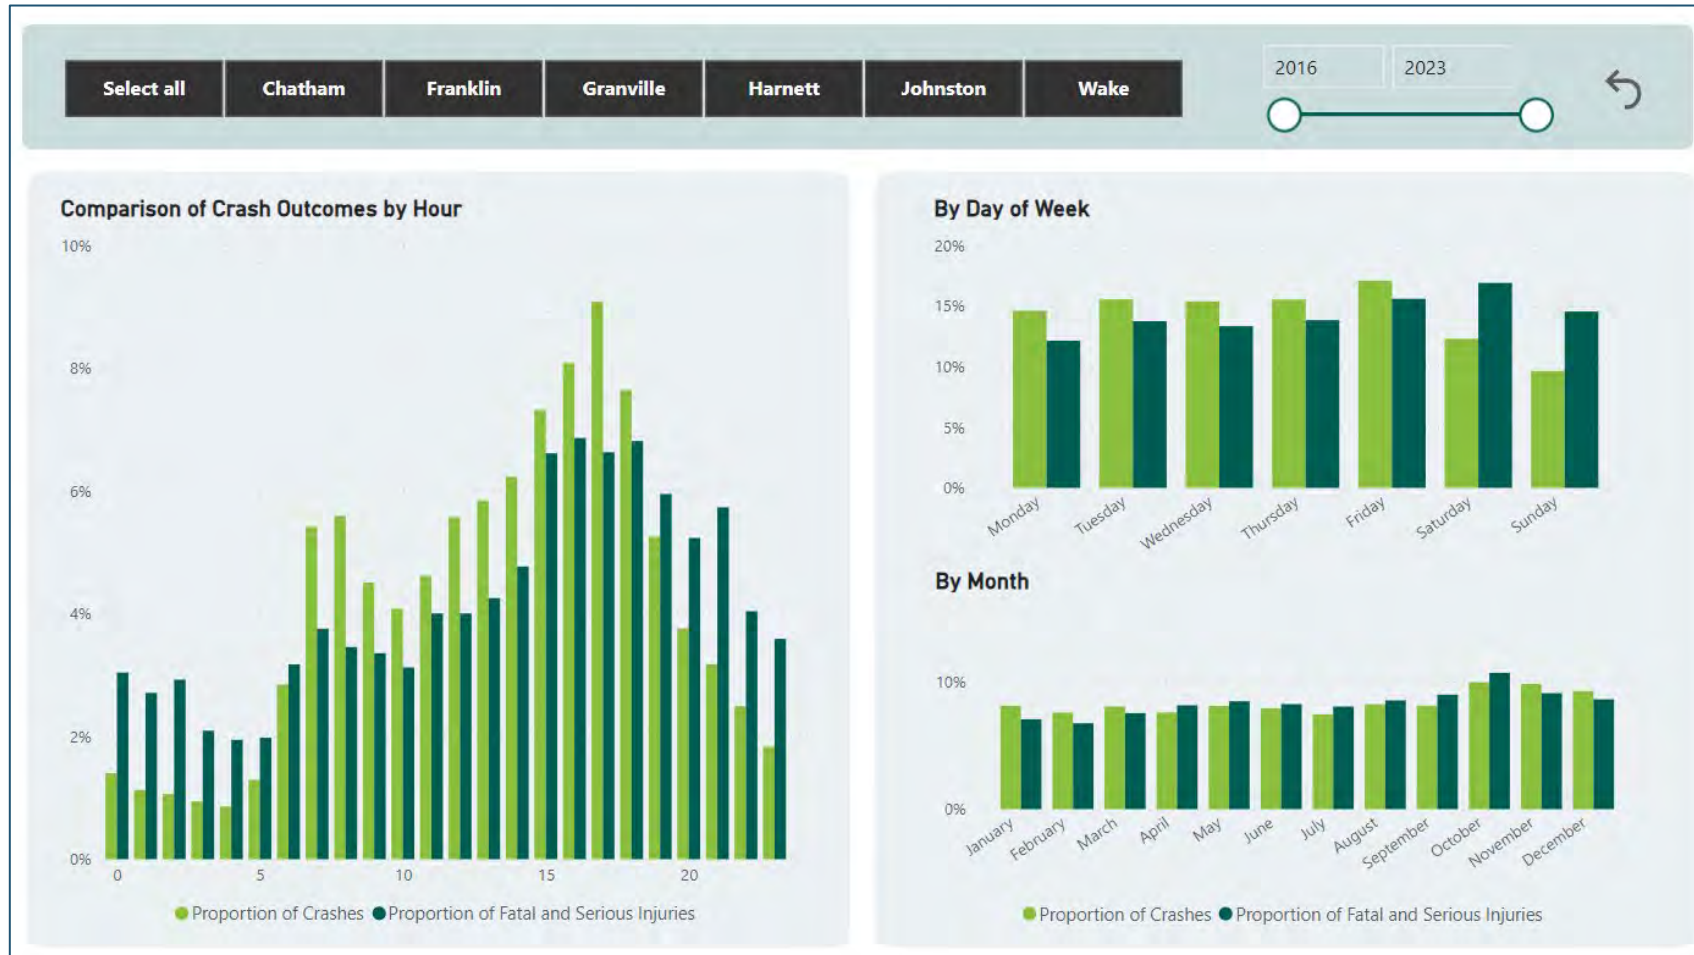 Select all Chatham Franklin Granville Harnett Johnston Wake
2016 2023
Comparison of Crash Outcomes by Hour
10%
8%
6%
4%
2%
0%
0 5 10 15 20
Proportion of Crashes Proportion of Fatal and Serious Injuries
By Day of Week
20%
15%
10%
5%
0%
Monday Tuesday Wednesday Thursday Friday Saturday Sunday
By Month
10%
0%
January February March April May June July August September October November December
Proportion of Crashes Proportion of Fatal and Serious Injuries